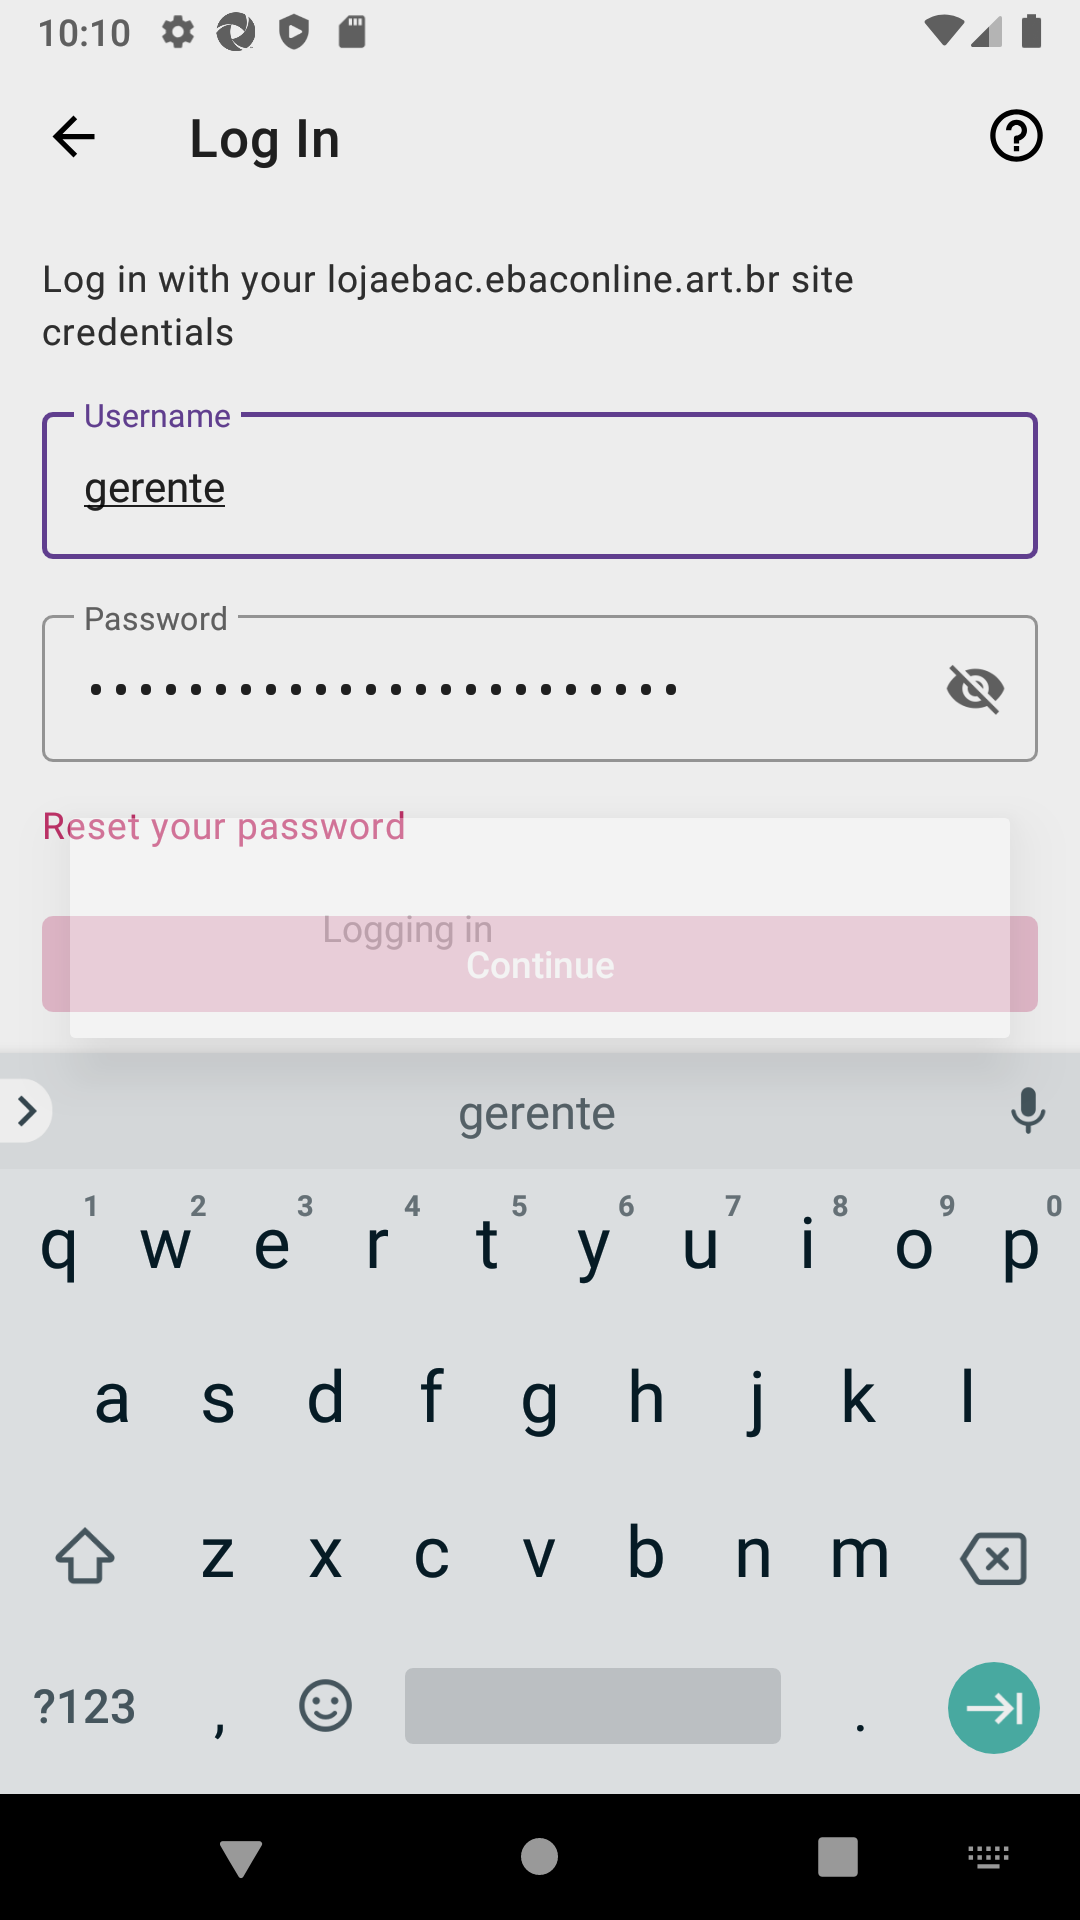 10:10
Log In
Log in with your lojaebac.ebaconline.art.br site
credentials
Username
gerente
Password
••••••••••••••••••••••••
Reset your password
Logging in
Continue
gerente
1 2 3 4 5 6 7 8 9 0
q w e r t y u i o p
a s d f g h j k l
z x c v b n m
?123 , .